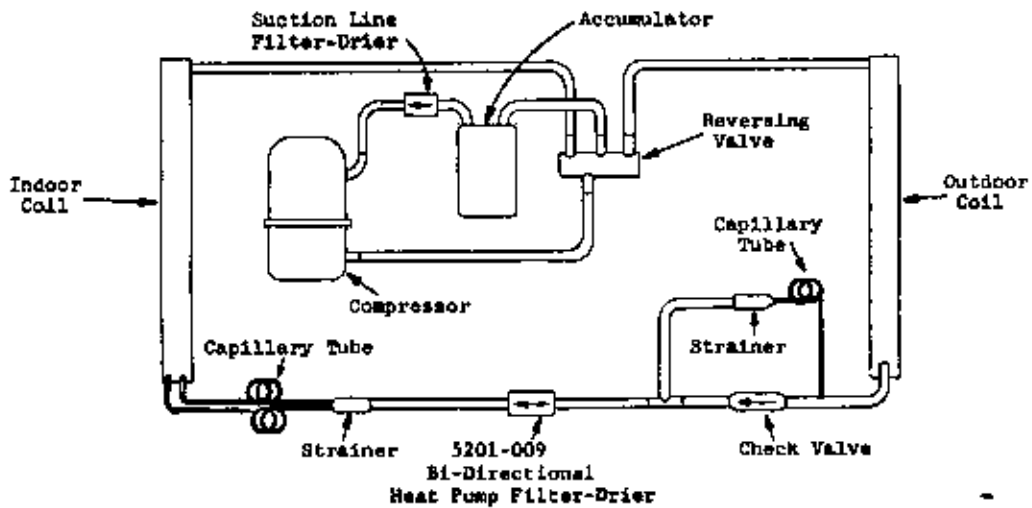 Suction Line
Filter-Drier
Accumulator
Reversing
Valve
Indoor
Coil
Outdoor
Coil
Capillary
Tube
Compressor
Capillary Tube
Strainer
Strainer
5201-009
Bi-Directional
Heat Pump Filter-Drier
Check Valve